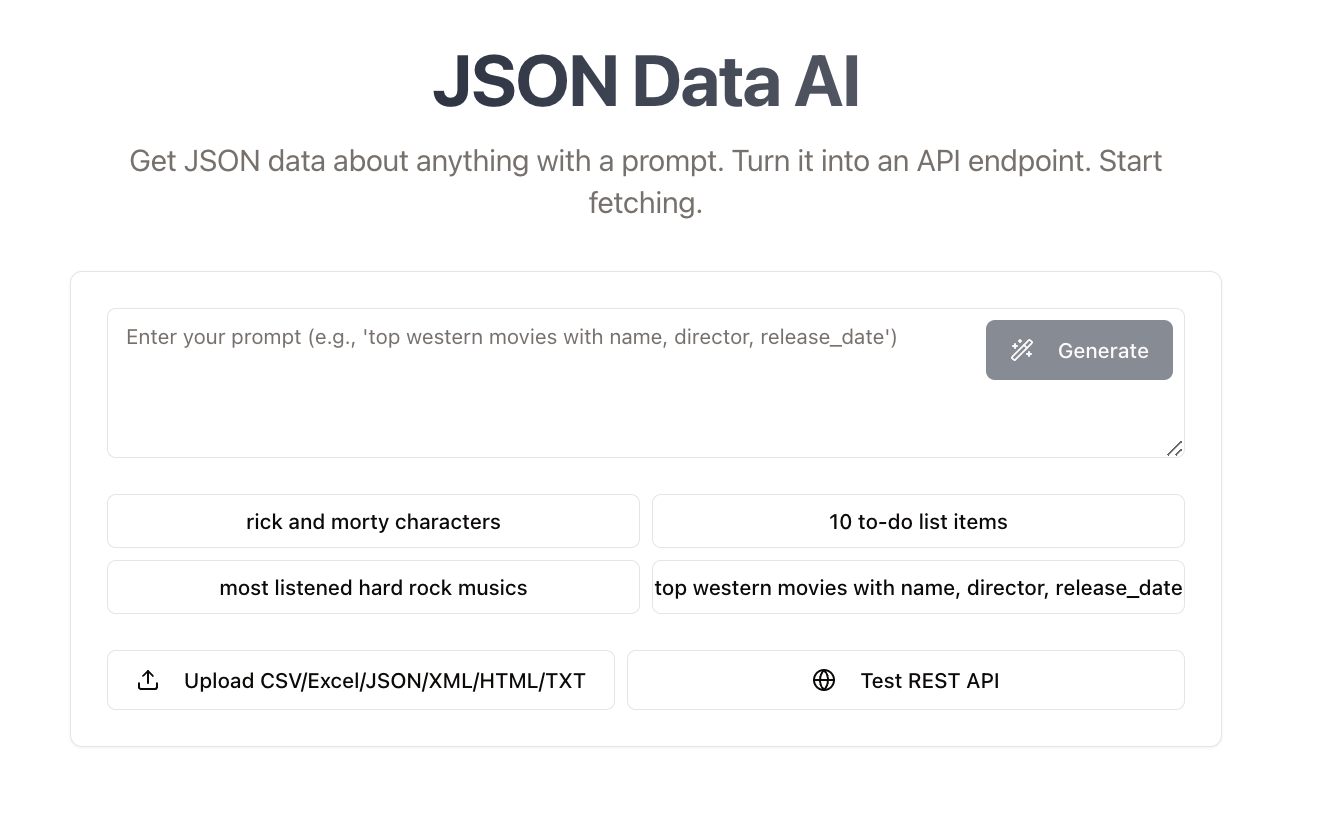 JSON Data AI
Get JSON data about anything with a prompt. Turn it into an API endpoint. Start
fetching.
Enter your prompt (e.g., 'top western movies with name, director, release_date')
Generate
rick and morty characters
10 to-do list items
most listened hard rock musics
top western movies with name, director, release_date
Upload CSV/Excel/JSON/XML/HTML/TXT
Test REST API